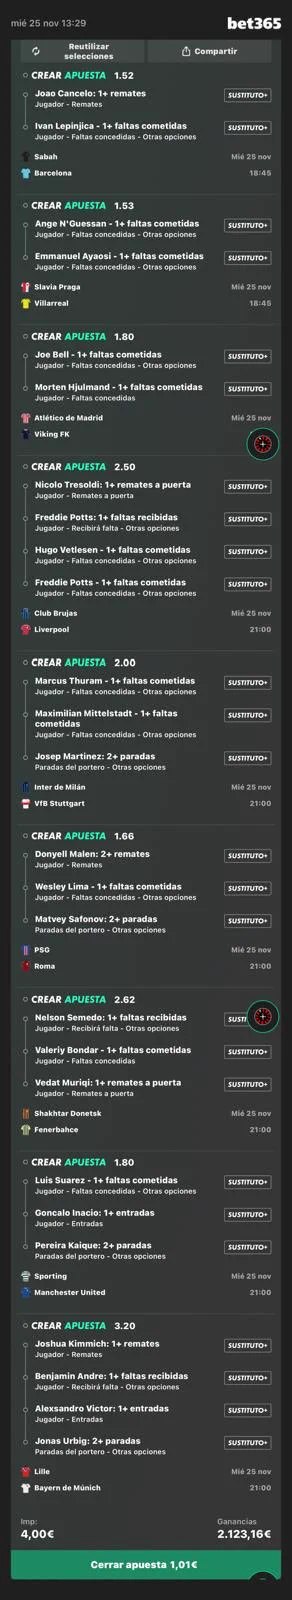 mié 25 nov 13:29
bet365
Reutilizar
selecciones
Compartir
CREAR APUESTA 1.52
Joao Cancelo: 1+ remates
SUSTITUTO+
Jugador - Remates
Ivan Lepinjica - 1+ faltas cometidas
SUSTITUTO+
Jugador - Faltas concedidas - Otras opciones
Sabah
Mié 25 nov
Barcelona
18:45
CREAR APUESTA 1.53
Ange N'Guessan - 1+ faltas cometidas
SUSTITUTO+
Jugador - Faltas concedidas - Otras opciones
Emmanuel Ayaosi - 1+ faltas cometidas
SUSTITUTO+
Jugador - Faltas concedidas - Otras opciones
Slavia Praga
Mié 25 nov
Villarreal
18:45
CREAR APUESTA 1.80
Joe Bell - 1+ faltas cometidas
SUSTITUTO+
Jugador - Faltas concedidas - Otras opciones
Morten Hjulmand - 1+ faltas cometidas
SUSTITUTO+
Jugador - Faltas concedidas
Atlético de Madrid
Mié 25 nov
Viking FK
CREAR APUESTA 2.50
Nicolo Tresoldi: 1+ remates a puerta
SUSTITUTO+
Jugador - Remates a puerta
Freddie Potts: 1+ faltas recibidas
SUSTITUTO+
Jugador - Recibirá falta - Otras opciones
Hugo Vetlesen - 1+ faltas cometidas
SUSTITUTO+
Jugador - Faltas concedidas - Otras opciones
Freddie Potts - 1+ faltas cometidas
SUSTITUTO+
Jugador - Faltas concedidas - Otras opciones
Club Brujas
Mié 25 nov
Liverpool
21:00
CREAR APUESTA 2.00
Marcus Thuram - 1+ faltas cometidas
SUSTITUTO+
Jugador - Faltas concedidas - Otras opciones
Maximilian Mittelstadt - 1+ faltas
cometidas
SUSTITUTO+
Jugador - Faltas concedidas - Otras opciones
Josep Martinez: 2+ paradas
SUSTITUTO+
Paradas del portero - Otras opciones
Inter de Milán
Mié 25 nov
VfB Stuttgart
21:00
CREAR APUESTA 1.66
Donyell Malen: 2+ remates
SUSTITUTO+
Jugador - Remates
Wesley Lima - 1+ faltas cometidas
SUSTITUTO+
Jugador - Faltas concedidas - Otras opciones
Matvey Safonov: 2+ paradas
SUSTITUTO+
Paradas del portero - Otras opciones
PSG
Mié 25 nov
Roma
21:00
CREAR APUESTA 2.62
Nelson Semedo: 1+ faltas recibidas
Jugador - Recibirá falta - Otras opciones
Valeriy Bondar - 1+ faltas cometidas
SUSTITUTO+
Jugador - Faltas concedidas
Vedat Muriqi: 1+ remates a puerta
SUSTITUTO+
Jugador - Remates a puerta
Shakhtar Donetsk
Mié 25 nov
Fenerbahce
21:00
CREAR APUESTA 1.80
Luis Suarez - 1+ faltas cometidas
SUSTITUTO+
Jugador - Faltas concedidas - Otras opciones
Goncalo Inacio: 1+ entradas
SUSTITUTO+
Jugador - Entradas
Pereira Kaique: 2+ paradas
SUSTITUTO+
Paradas del portero - Otras opciones
Sporting
Mié 25 nov
Manchester United
21:00
CREAR APUESTA 3.20
Joshua Kimmich: 1+ remates
SUSTITUTO+
Jugador - Remates
Benjamin Andre: 1+ faltas recibidas
SUSTITUTO+
Jugador - Recibirá falta - Otras opciones
Alexsandro Victor: 1+ entradas
SUSTITUTO+
Jugador - Entradas
Jonas Urbig: 2+ paradas
SUSTITUTO+
Paradas del portero - Otras opciones
Lille
Mié 25 nov
Bayern de Múnich
21:00
Imp:
Ganancias
4,00€
2.123,16€
Cerrar apuesta 1,01€